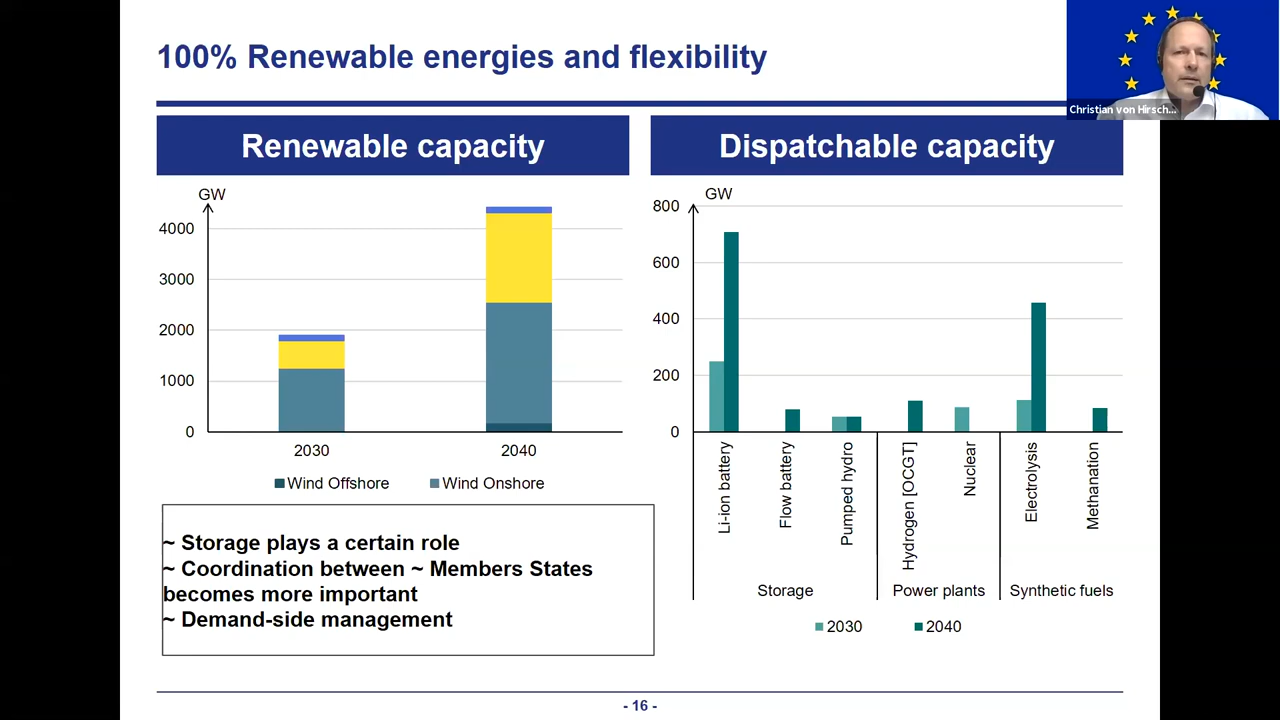 100% Renewable energies and flexibility
Christian von Hirsch...
Renewable capacity
GW
4000
3000
2000
1000
0
2030
2040
Wind Offshore
Wind Onshore
~ Storage plays a certain role
~ Coordination between ~ Members States
becomes more important
~ Demand-side management
Dispatchable capacity
GW
800
600
400
200
0
Li-ion battery
Flow battery
Pumped hydro
Hydrogen [OCGT]
Nuclear
Electrolysis
Methanation
Storage
Power plants
Synthetic fuels
2030
2040
- 16 -